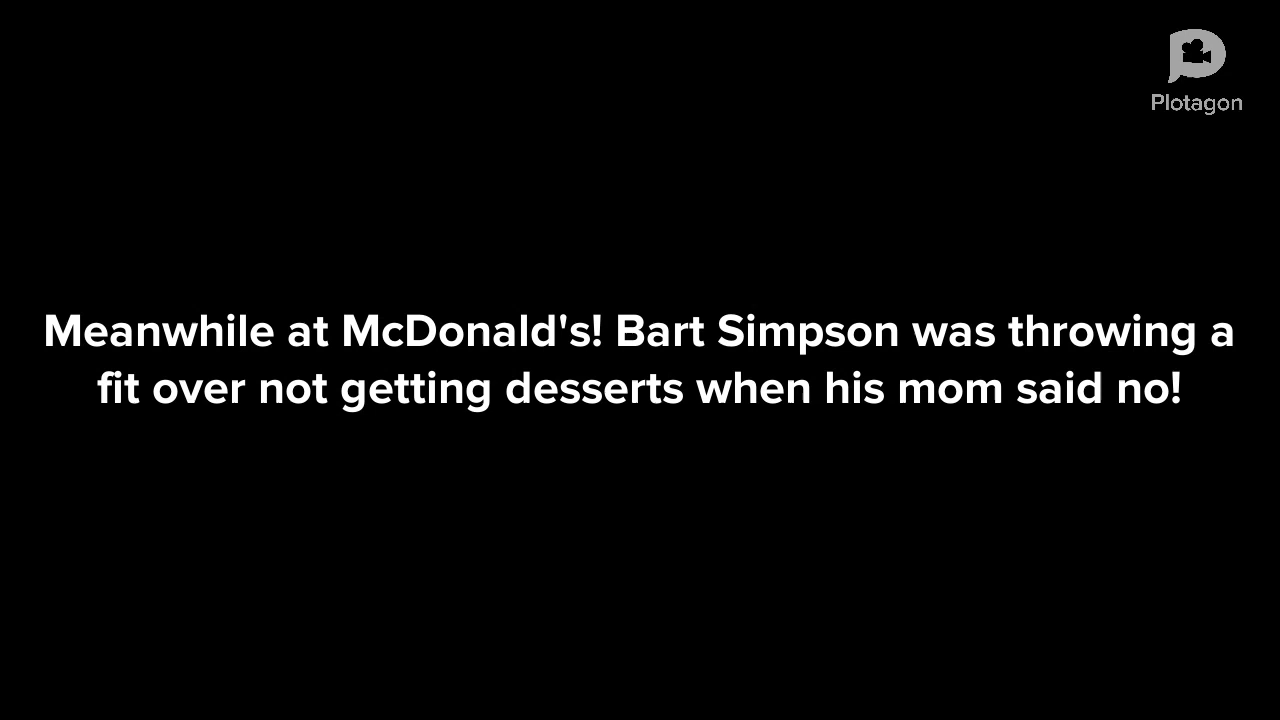 Plotagon
Meanwhile at McDonald's! Bart Simpson was throwing a
fit over not getting desserts when his mom said no!